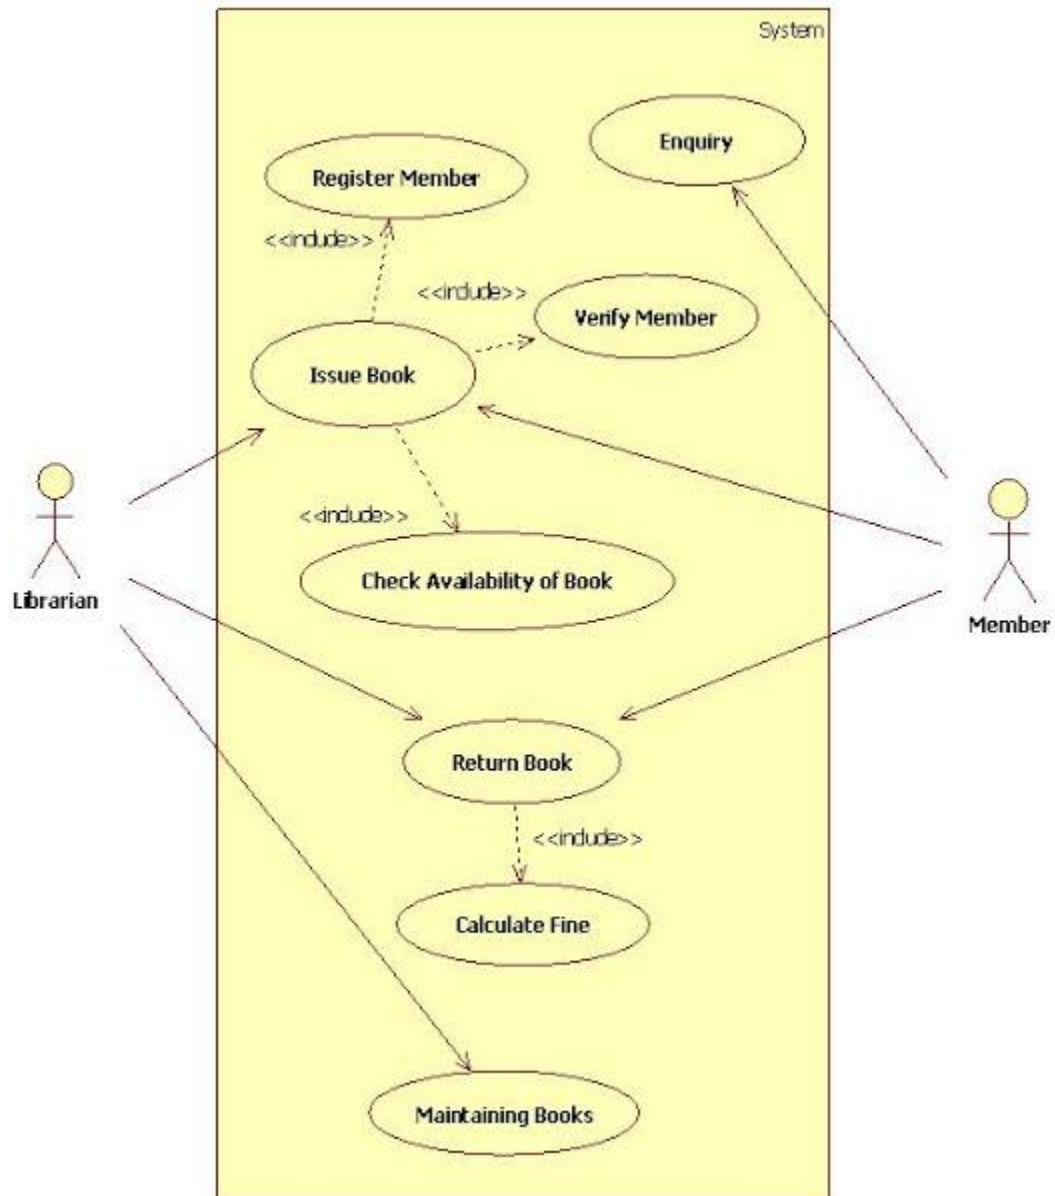 System
Enquiry
Register Member
<<include>>
<<include>>
Verify Member
Issue Book
<<include>>
Check Availability of Book
Librarian
Member
Return Book
<<include>>
Calculate Fine
Maintaining Books